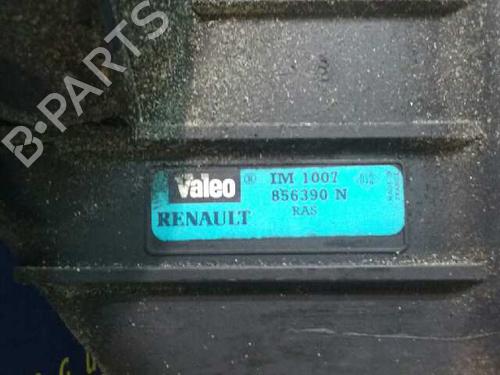 B-PARTS
Valeo IM 1007
856390 N
RENAULT RAS